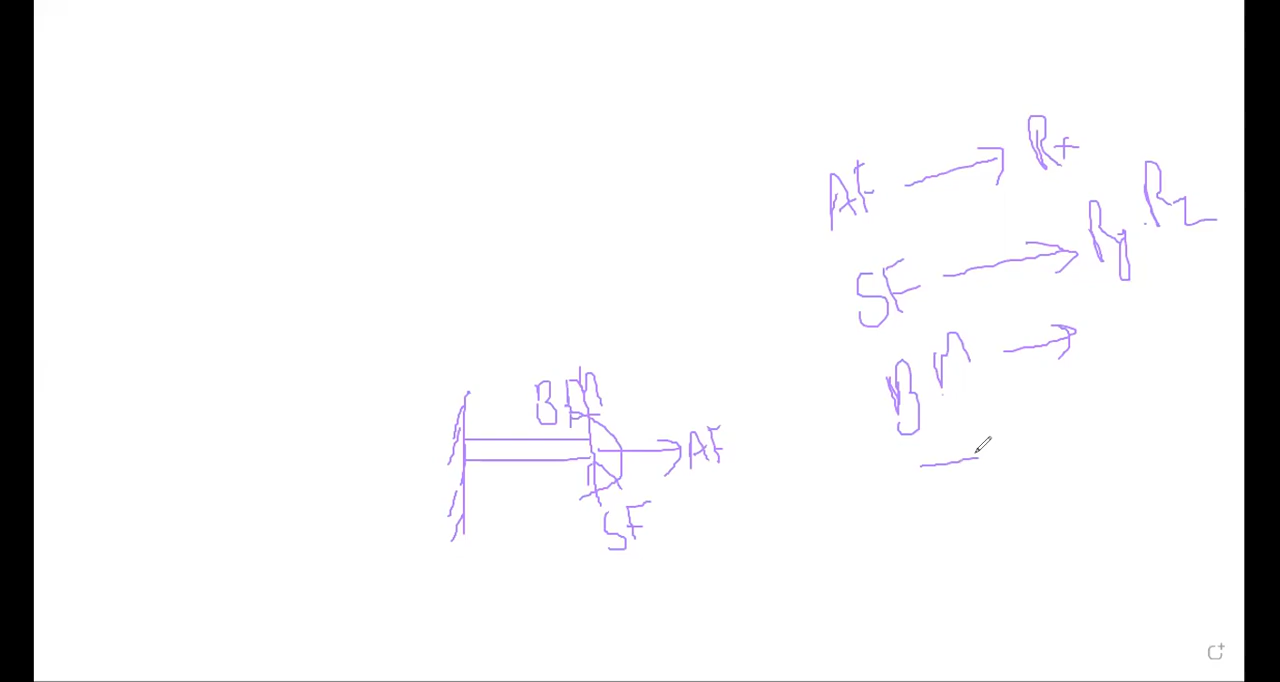 AF → Rx
SF → Ry Rz
BM →
BM
AF
SF